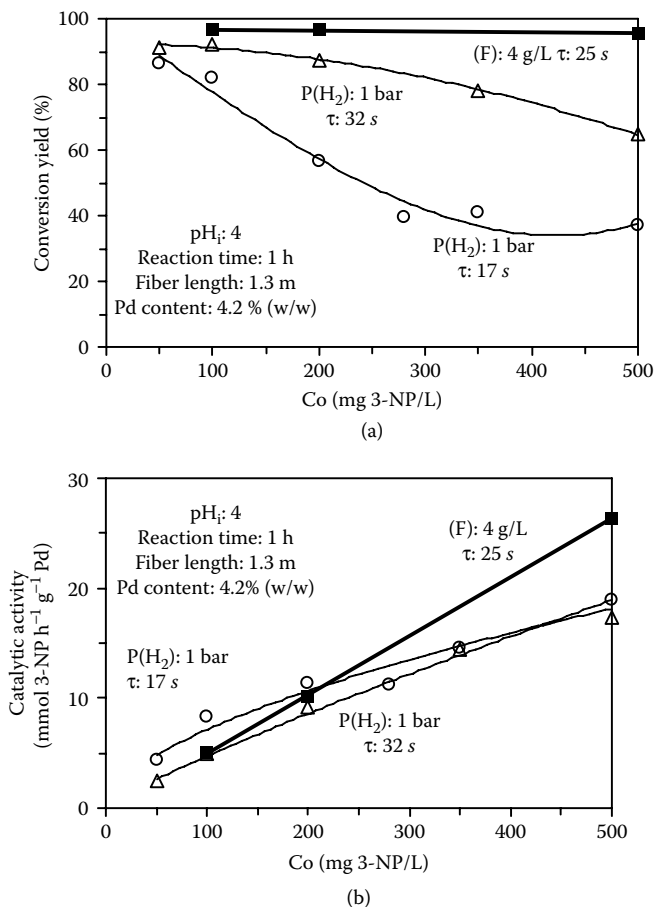 100
90
80
60
40
20
0
Conversion yield (%)
(F): 4 g/L τ: 25 s
P(H2): 1 bar
τ: 32 s
pHi: 4
Reaction time: 1 h
Fiber length: 1.3 m
Pd content: 4.2 % (w/w)
P(H2): 1 bar
τ: 17 s
0 100 200 300 400 500
Co (mg 3-NP/L)
(a)
30
20
10
0
Catalytic activity
(mmol 3-NP h–1 g–1 Pd)
pHi: 4
Reaction time: 1 h
Fiber length: 1.3 m
Pd content: 4.2% (w/w)
(F): 4 g/L
τ: 25 s
P(H2): 1 bar
τ: 17 s
P(H2): 1 bar
τ: 32 s
0 100 200 300 400 500
Co (mg 3-NP/L)
(b)